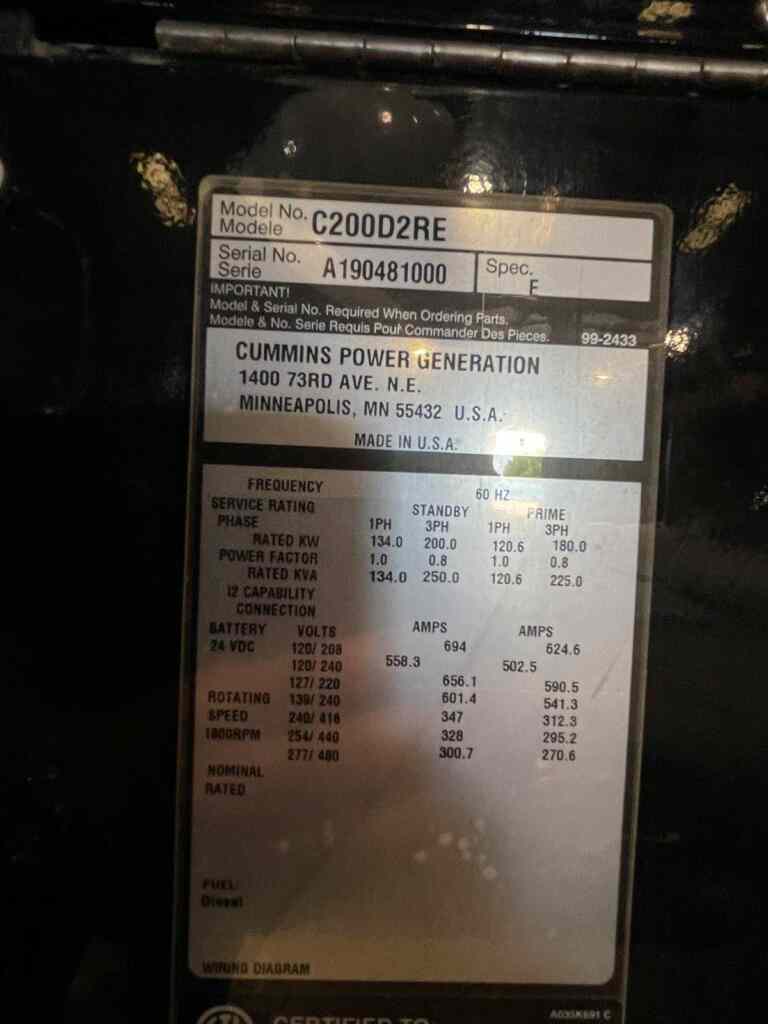 Model No. C200D2RE
Modele
Serial No. A190481000 Spec.
Serie F
IMPORTANT!
Model & Serial No. Required When Ordering Parts.
Modele & No. Serie Requis Pour Commander Des Pieces. 99-2433
CUMMINS POWER GENERATION
1400 73RD AVE. N.E.
MINNEAPOLIS, MN 55432 U.S.A.
MADE IN U.S.A.
FREQUENCY 60 HZ
SERVICE RATING STANDBY PRIME
PHASE 1PH 3PH 1PH 3PH
RATED KW 134.0 200.0 120.6 180.0
POWER FACTOR 1.0 0.8 1.0 0.8
RATED KVA 134.0 250.0 120.6 225.0
I2 CAPABILITY
CONNECTION
BATTERY VOLTS AMPS AMPS
24 VDC 120/ 208 694 624.6
120/ 240 558.3 502.5
127/ 220 656.1 590.5
ROTATING 139/ 240 601.4 541.3
SPEED 240/ 416 347 312.3
1800RPM 254/ 440 328 295.2
277/ 480 300.7 270.6
NOMINAL
RATED
FUEL:
Diesel
WIRING DIAGRAM
A035K691 C
CERTIFIED TO